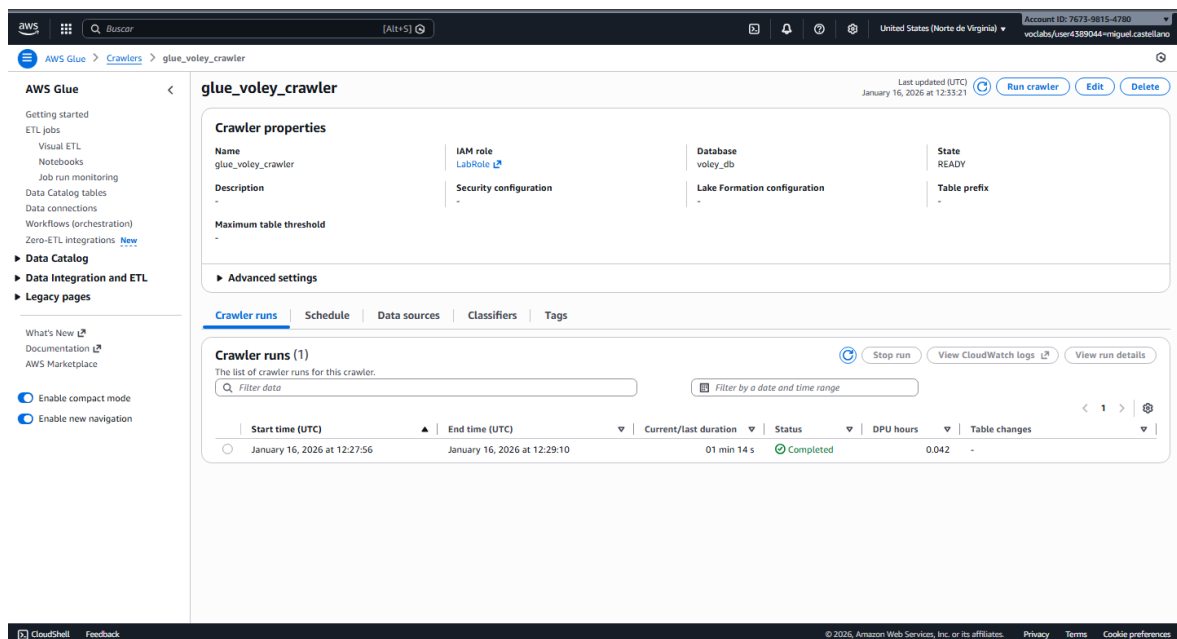 aws
Buscar
[Alt+S]
United States (Norte de Virginia)
Account ID: 7673-9815-4780
voclabs/user4389044=miguel.castellano
AWS Glue > Crawlers > glue_voley_crawler
AWS Glue
Getting started
ETL jobs
Visual ETL
Notebooks
Job run monitoring
Data Catalog tables
Data connections
Workflows (orchestration)
Zero-ETL integrations New
Data Catalog
Data Integration and ETL
Legacy pages
What's New
Documentation
AWS Marketplace
Enable compact mode
Enable new navigation
glue_voley_crawler
Last updated (UTC)
January 16, 2026 at 12:33:21
Run crawler
Edit
Delete
Crawler properties
Name
glue_voley_crawler
IAM role
LabRole
Database
voley_db
State
READY
Description
-
Security configuration
-
Lake Formation configuration
-
Table prefix
-
Maximum table threshold
-
Advanced settings
Crawler runs
Schedule
Data sources
Classifiers
Tags
Crawler runs (1)
The list of crawler runs for this crawler.
Stop run
View CloudWatch logs
View run details
Filter data
Filter by a date and time range
< 1 >
Start time (UTC) End time (UTC) Current/last duration Status DPU hours Table changes
January 16, 2026 at 12:27:56 January 16, 2026 at 12:29:10 01 min 14 s Completed 0.042 -
CloudShell Feedback © 2026, Amazon Web Services, Inc. or its affiliates. Privacy Terms Cookie preferences